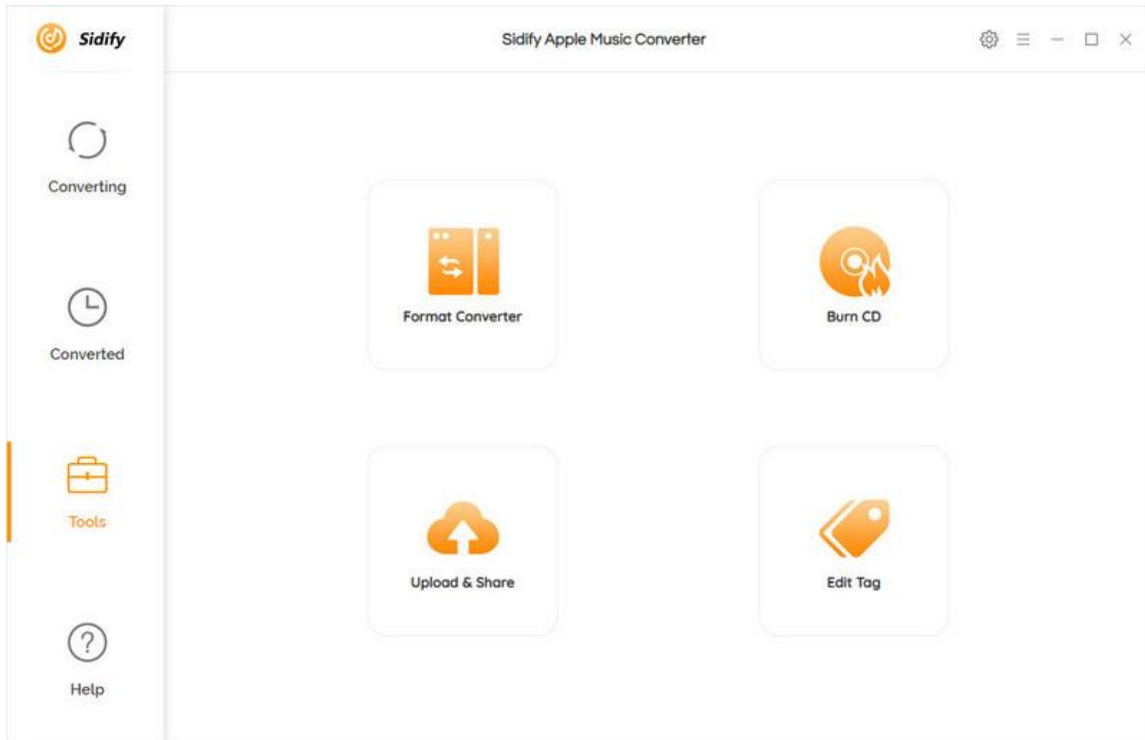 Sidify
Sidify Apple Music Converter
Converting
Converted
Tools
Help
Format Converter
Burn CD
Upload & Share
Edit Tag